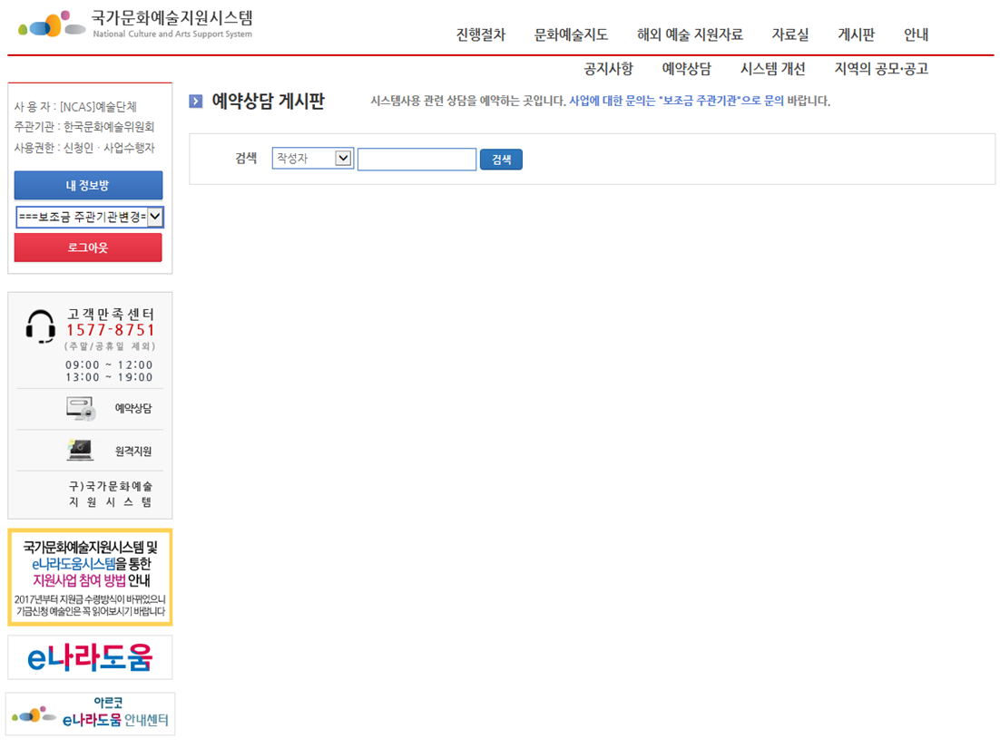 국가문화예술지원시스템
National Culture and Arts Support System
진행절차 문화예술지도 해외 예술 지원자료 자료실 게시판 안내
공지사항 예약상담 시스템 개선 지역의 공모·공고
사 용 자 : [NCAS]예술단체
주관기관 : 한국문화예술위원회
사용권한 : 신청인 · 사업수행자
내 정보방
===보조금 주관기관변경=
로그아웃
예약상담 게시판 시스템사용 관련 상담을 예약하는 곳입니다. 사업에 대한 문의는 "보조금 주관기관"으로 문의 바랍니다.
검색 작성자 검색
고객만족센터
1577-8751
(주말/공휴일 제외)
09:00 ~ 12:00
13:00 ~ 19:00
예약상담
원격지원
구)국가문화예술
지 원 시 스 템
국가문화예술지원시스템 및
e나라도움시스템을 통한
지원사업 참여 방법 안내
2017년부터 지원금 수령방식이 바뀌었으니
기금신청 예술인은 꼭 읽어보시기 바랍니다
e나라도움
아르코
e나라도움 안내센터